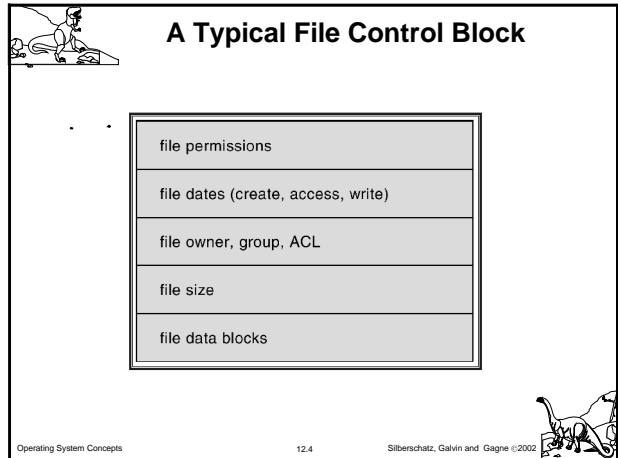 A Typical File Control Block
file permissions
file dates (create, access, write)
file owner, group, ACL
file size
file data blocks
Operating System Concepts 12.4 Silberschatz, Galvin and Gagne ©2002